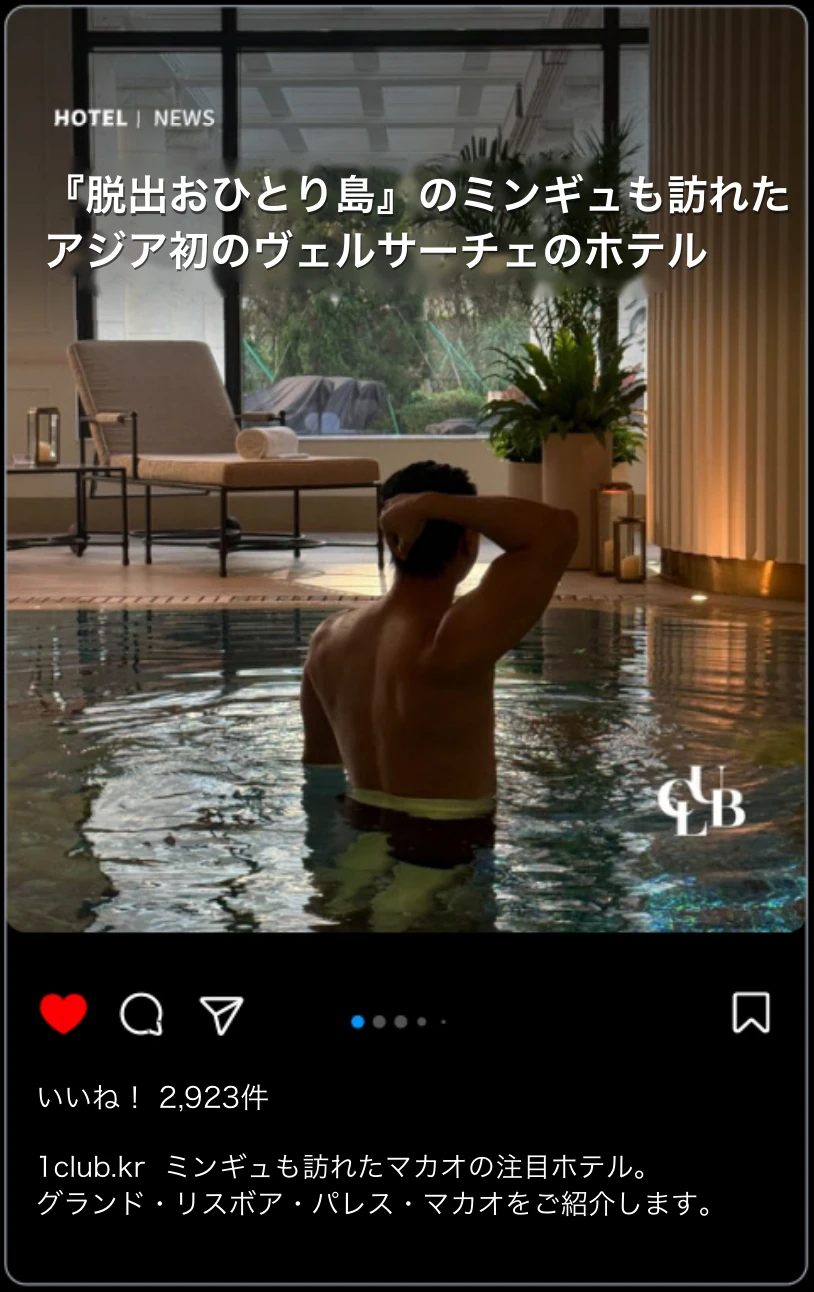 HOTEL | NEWS
『脱出おひとり島』のミンギュも訪れた
アジア初のヴェルサーチェのホテル
CLUB
いいね！ 2,923件
1club.kr ミンギュも訪れたマカオの注目ホテル。
グランド・リスボア・パレス・マカオをご紹介します。